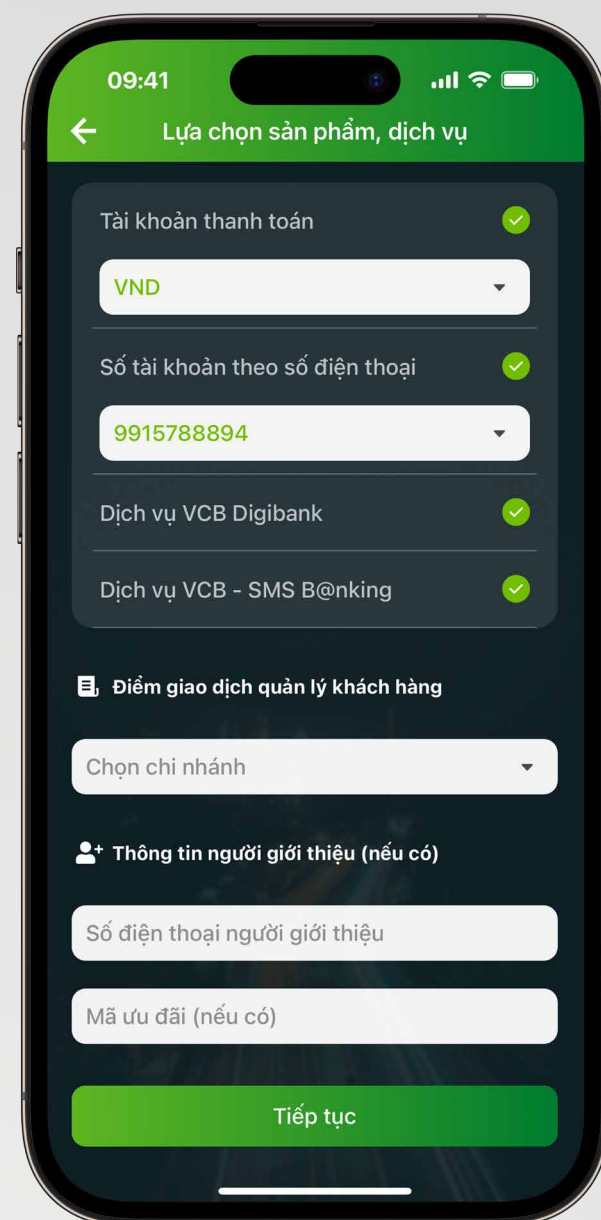 09:41
Lựa chọn sản phẩm, dịch vụ
Tài khoản thanh toán
VND
Số tài khoản theo số điện thoại
9915788894
Dịch vụ VCB Digibank
Dịch vụ VCB - SMS B@nking
Điểm giao dịch quản lý khách hàng
Chọn chi nhánh
Thông tin người giới thiệu (nếu có)
Số điện thoại người giới thiệu
Mã ưu đãi (nếu có)
Tiếp tục